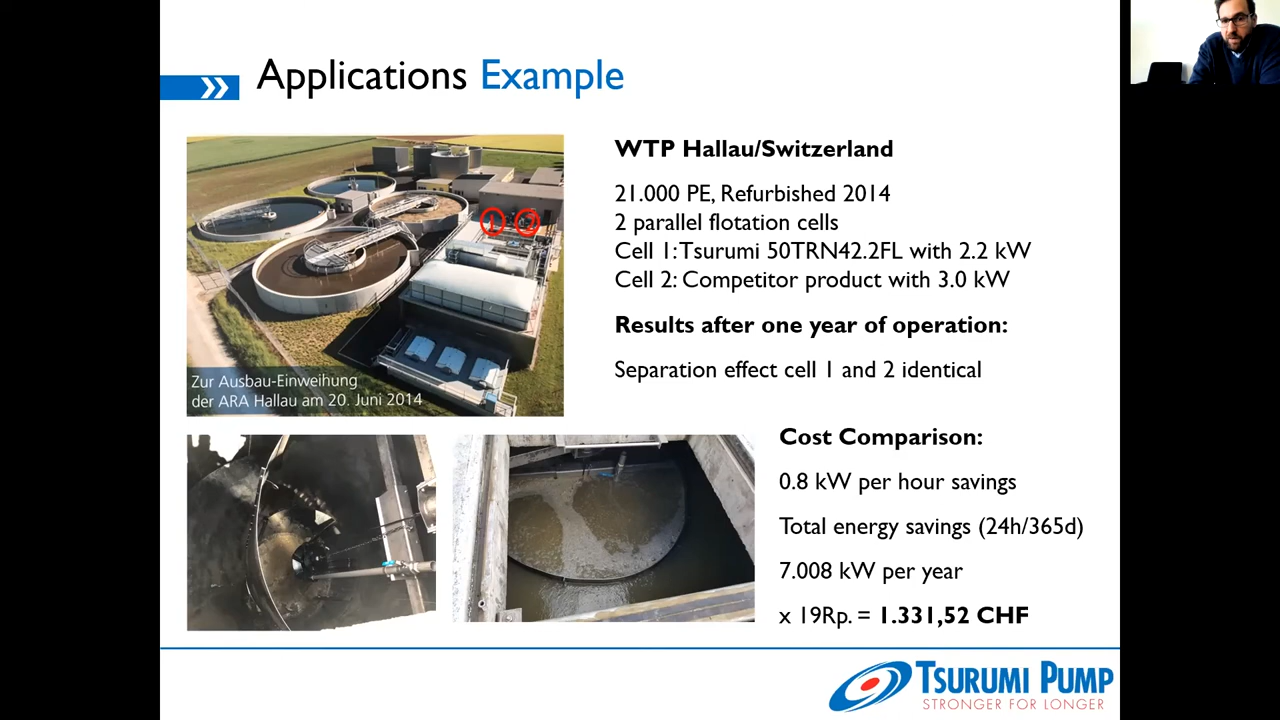 Applications Example
WTP Hallau/Switzerland
21.000 PE, Refurbished 2014
2 parallel flotation cells
Cell 1: Tsurumi 50TRN42.2FL with 2.2 kW
Cell 2: Competitor product with 3.0 kW
Results after one year of operation:
Separation effect cell 1 and 2 identical
1 2
Zur Ausbau-Einweihung
der ARA Hallau am 20. Juni 2014
Cost Comparison:
0.8 kW per hour savings
Total energy savings (24h/365d)
7.008 kW per year
x 19Rp. = 1.331,52 CHF
TSURUMI PUMP
STRONGER FOR LONGER